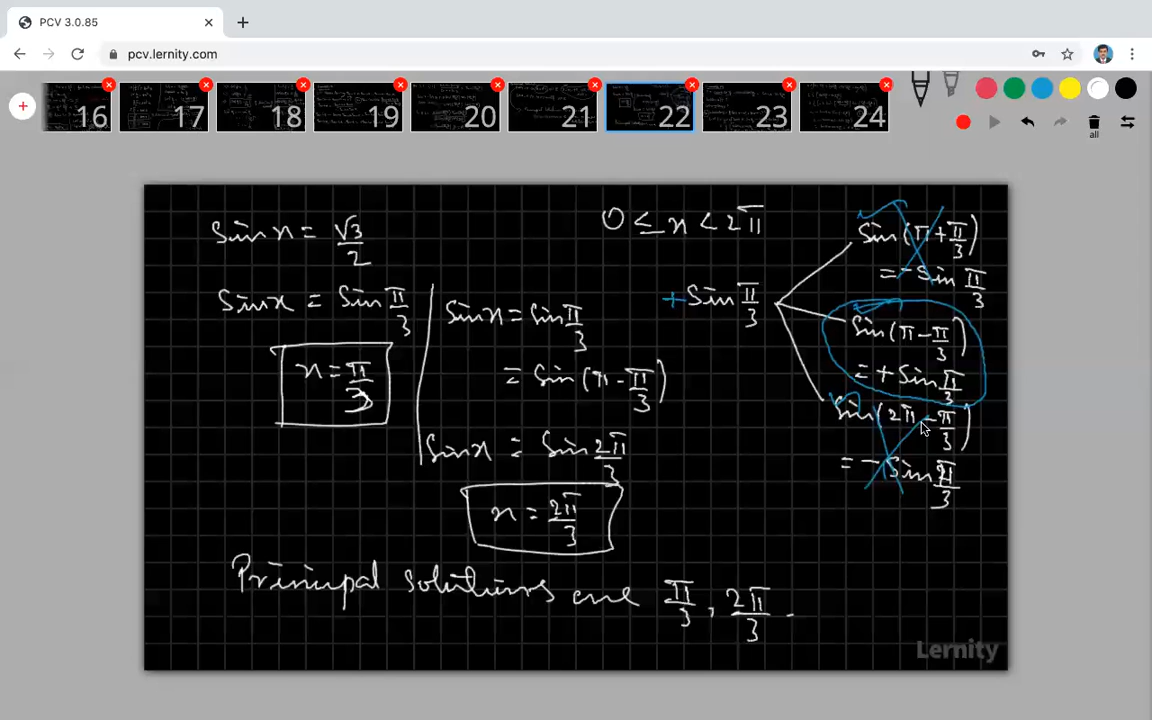 PCV 3.0.85
pcv.lernity.com
16 17 18 19 20 21 22 23 24
all
Sin x = √3/2
Sin x = Sin π/3
x = π/3
Sin x = Sin π/3
= Sin (π - π/3)
Sin x = Sin 2π/3
x = 2π/3
0 ≤ x < 2π
+ Sin π/3
Sin (π + π/3)
= - Sin π/3
Sin (π - π/3)
= + Sin π/3
Sin (2π - π/3)
= - Sin π/3
Principal solutions are π/3, 2π/3 -
Lernity